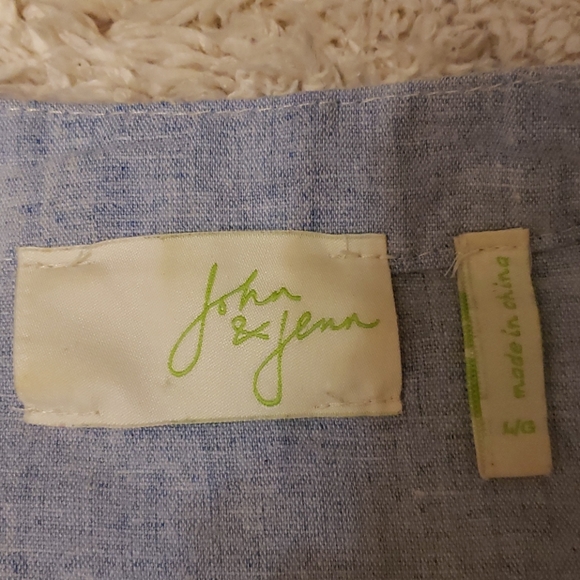 John
& Jenn
made in china
L/G